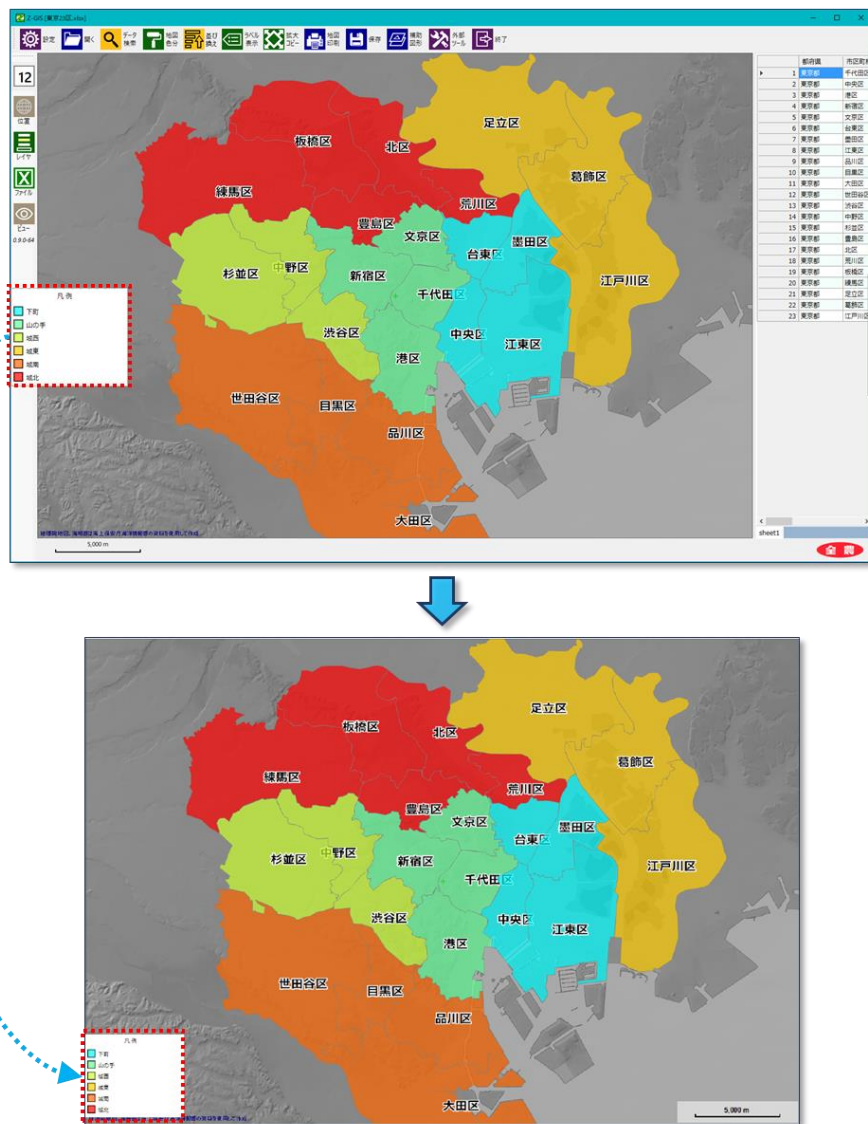 Z-GIS [東京23区.xlsx]
設定
開く
データ
検索
地図
色分
並び
換え
ラベル
表示
拡大
コピー
地図
印刷
保存
補助
図形
外部
ツール
終了
12
位置
レイヤ
ファイル
ビュー
0.9.0-64
凡例
下町
山の手
城西
城東
城南
城北
足立区
板橋区
北区
葛飾区
練馬区
荒川区
豊島区
文京区
墨田区
台東区
杉並区
中野区
新宿区
江戸川区
千代田区
渋谷区
中央区
江東区
港区
世田谷区
目黒区
品川区
大田区
5,000 m
都府県 市区町
1 東京都 千代田区
2 東京都 中央区
3 東京都 港区
4 東京都 新宿区
5 東京都 文京区
6 東京都 台東区
7 東京都 墨田区
8 東京都 江東区
9 東京都 品川区
10 東京都 目黒区
11 東京都 大田区
12 東京都 世田谷区
13 東京都 渋谷区
14 東京都 中野区
15 東京都 杉並区
16 東京都 豊島区
17 東京都 北区
18 東京都 荒川区
19 東京都 板橋区
20 東京都 練馬区
21 東京都 足立区
22 東京都 葛飾区
23 東京都 江戸川区
sheet1
全農
足立区
板橋区
北区
葛飾区
練馬区
荒川区
豊島区
文京区
墨田区
台東区
杉並区
中野区
新宿区
江戸川区
千代田区
渋谷区
中央区
江東区
港区
世田谷区
目黒区
品川区
大田区
凡例
下町
山の手
城西
城東
城南
城北
5,000 m